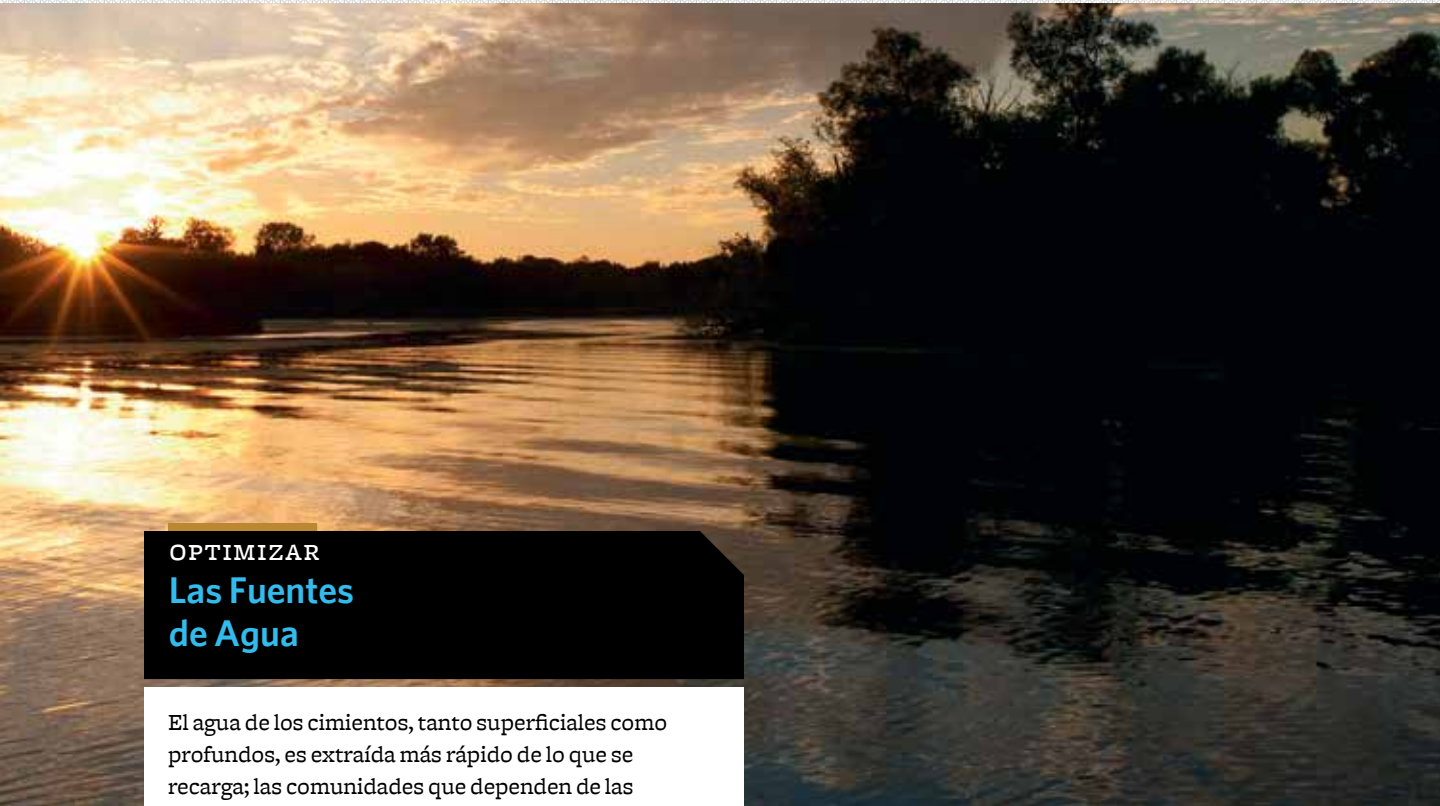 OPTIMIZAR
Las Fuentes
de Agua
El agua de los cimientos, tanto superficiales como
profundos, es extraída más rápido de lo que se
recarga; las comunidades que dependen de las